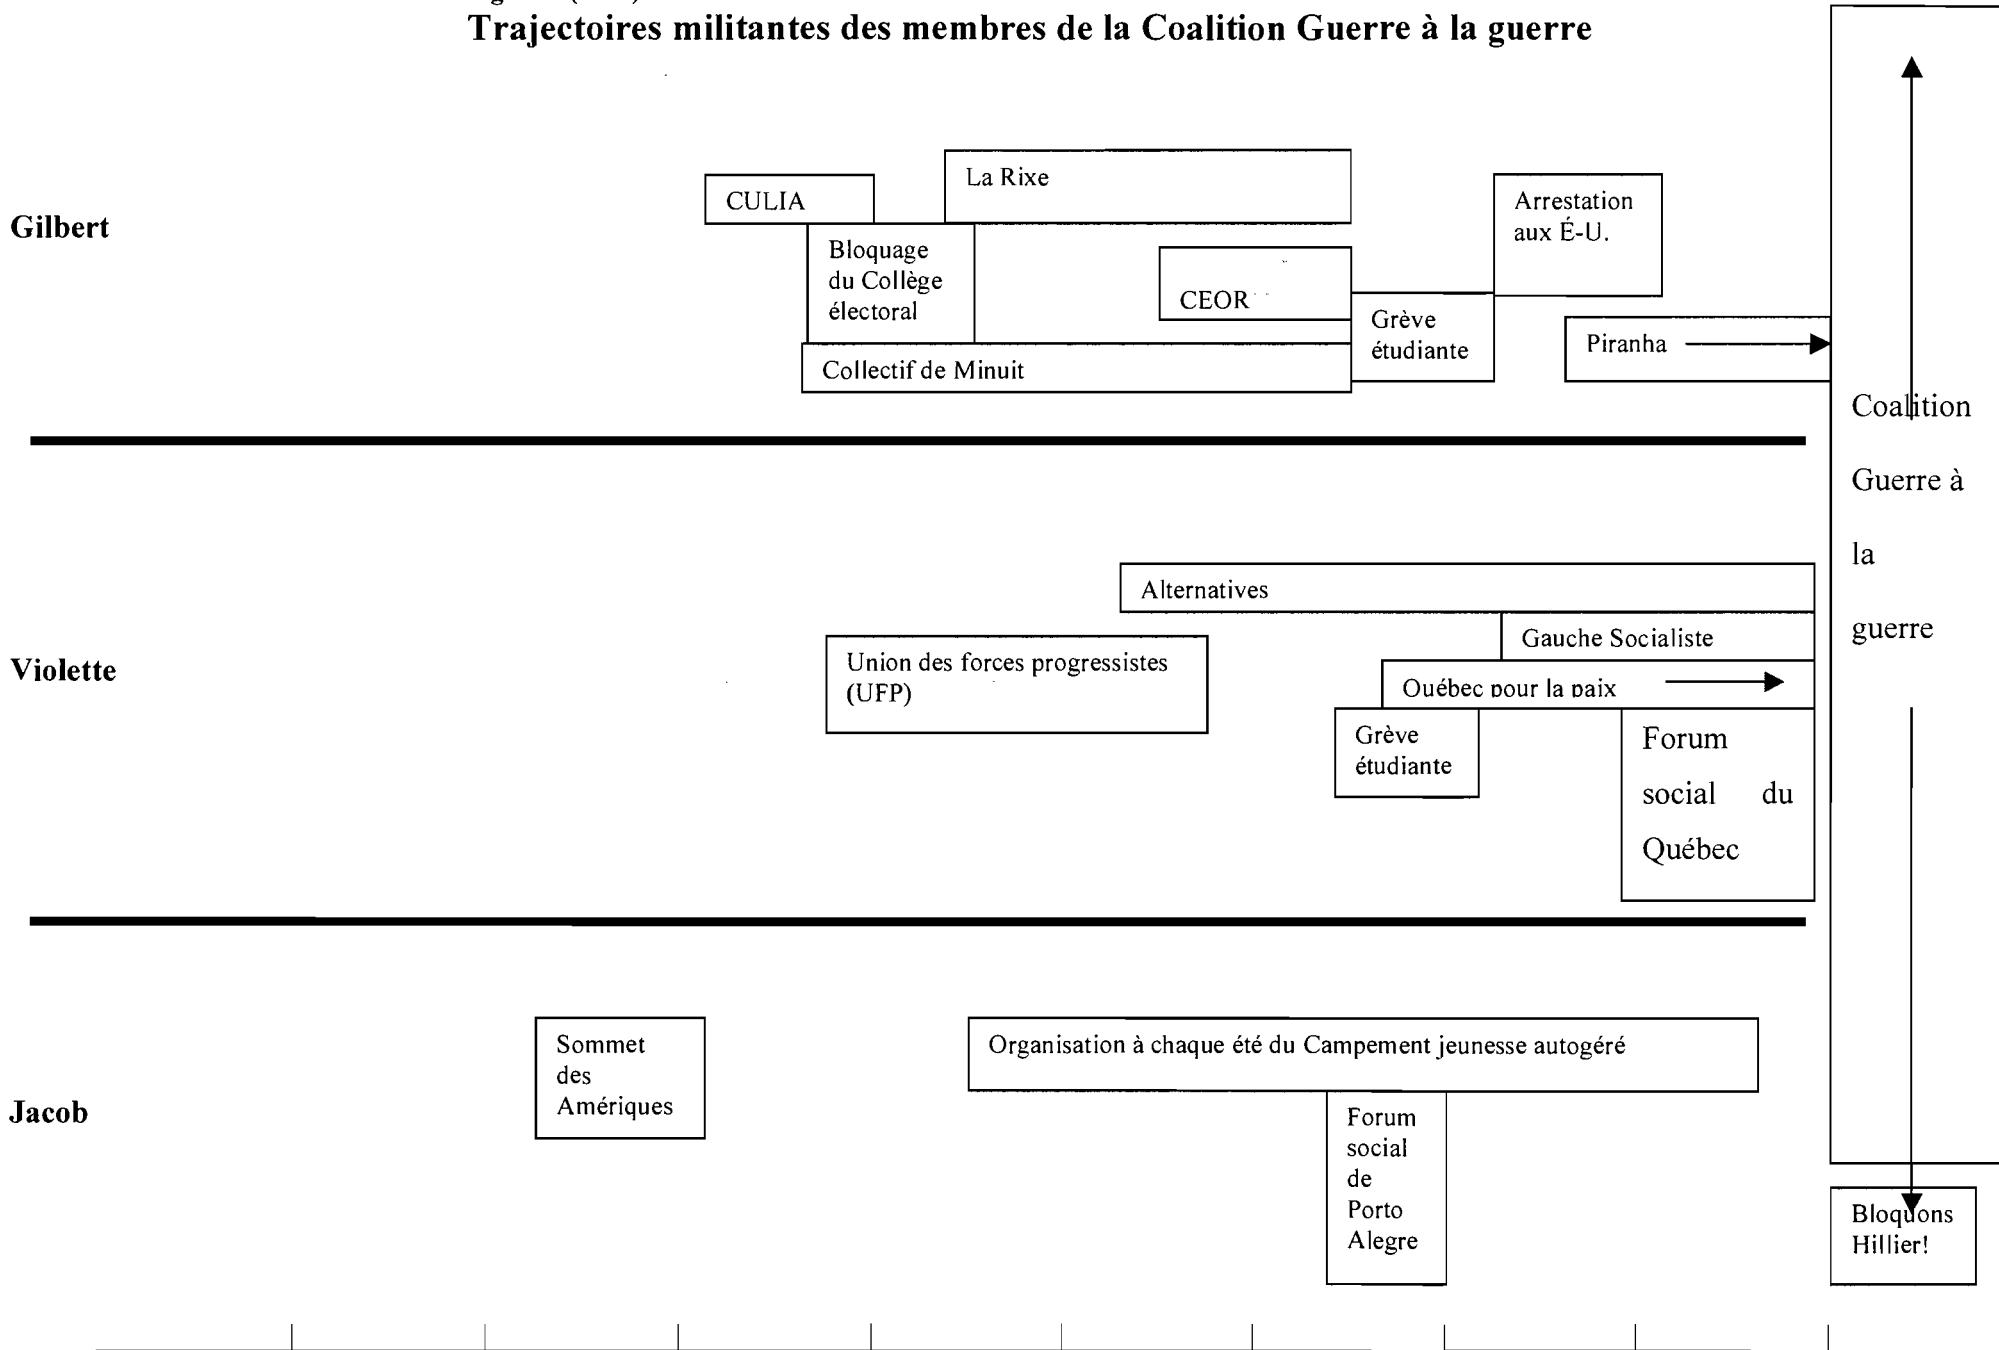 Trajectoires militantes des membres de la Coalition Guerre à la guerre
Gilbert
CULIA
La Rixe
Bloquage
du Collège
électoral
CEOR
Collectif de Minuit
Grève
étudiante
Arrestation
aux É-U.
Piranha
Coalition
Guerre à
la
guerre
Violette
Alternatives
Gauche Socialiste
Union des forces progressistes
(UFP)
Québec pour la paix
Grève
étudiante
Forum
social du
Québec
Jacob
Sommet
des
Amériques
Organisation à chaque été du Campement jeunesse autogéré
Forum
social
de
Porto
Alegre
Bloquons
Hillier!